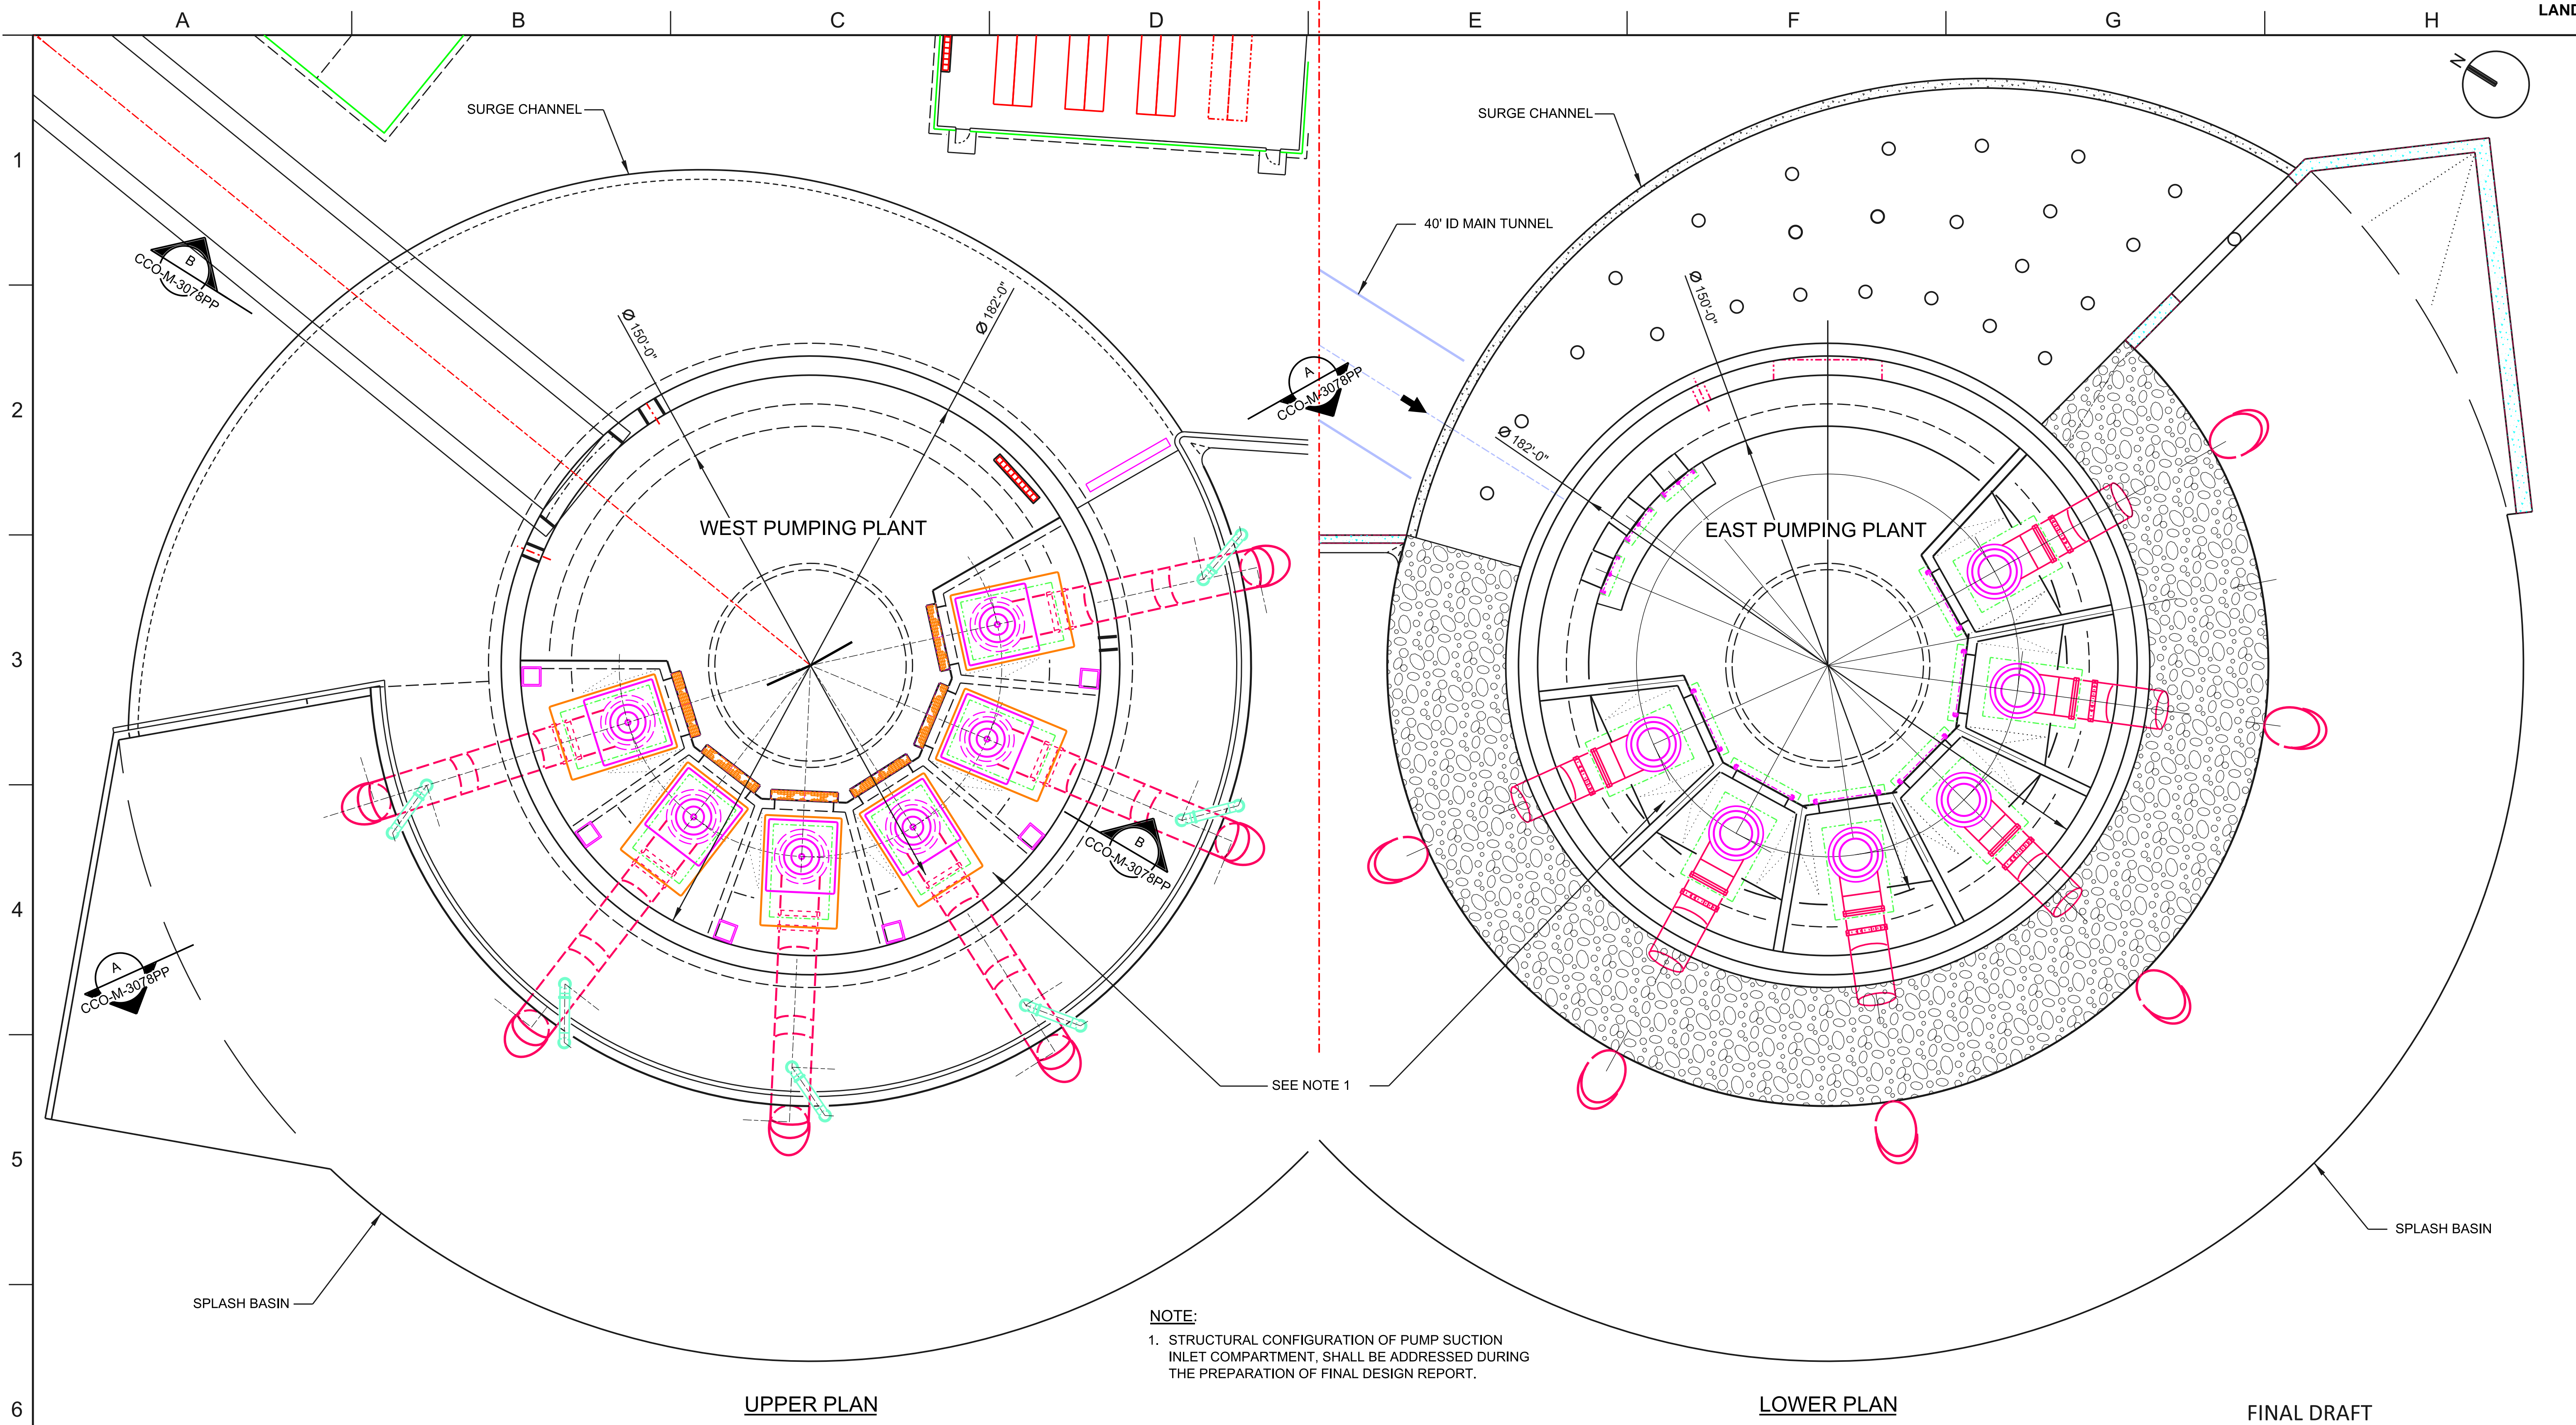 A B C D E F G H
LAND
N
SURGE CHANNEL
SURGE CHANNEL
1
40' ID MAIN TUNNEL
B
CCO-M-3078PP
Ø 150'-0"
Ø 182'-0"
Ø 150'-0"
A
CCO-M-3078PP
2
Ø 182'-0"
WEST PUMPING PLANT
EAST PUMPING PLANT
3
B
CCO-M-3078PP
4
A
CCO-M-3078PP
SEE NOTE 1
5
SPLASH BASIN
SPLASH BASIN
NOTE:
1. STRUCTURAL CONFIGURATION OF PUMP SUCTION
INLET COMPARTMENT, SHALL BE ADDRESSED DURING
THE PREPARATION OF FINAL DESIGN REPORT.
6
UPPER PLAN
LOWER PLAN
FINAL DRAFT